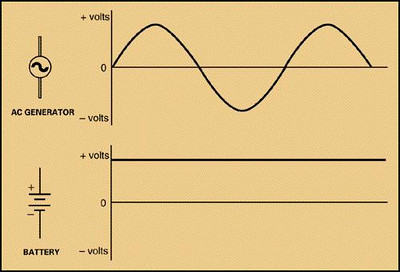 + volts
0
AC GENERATOR
− volts
+ volts
+
0
−
BATTERY
− volts